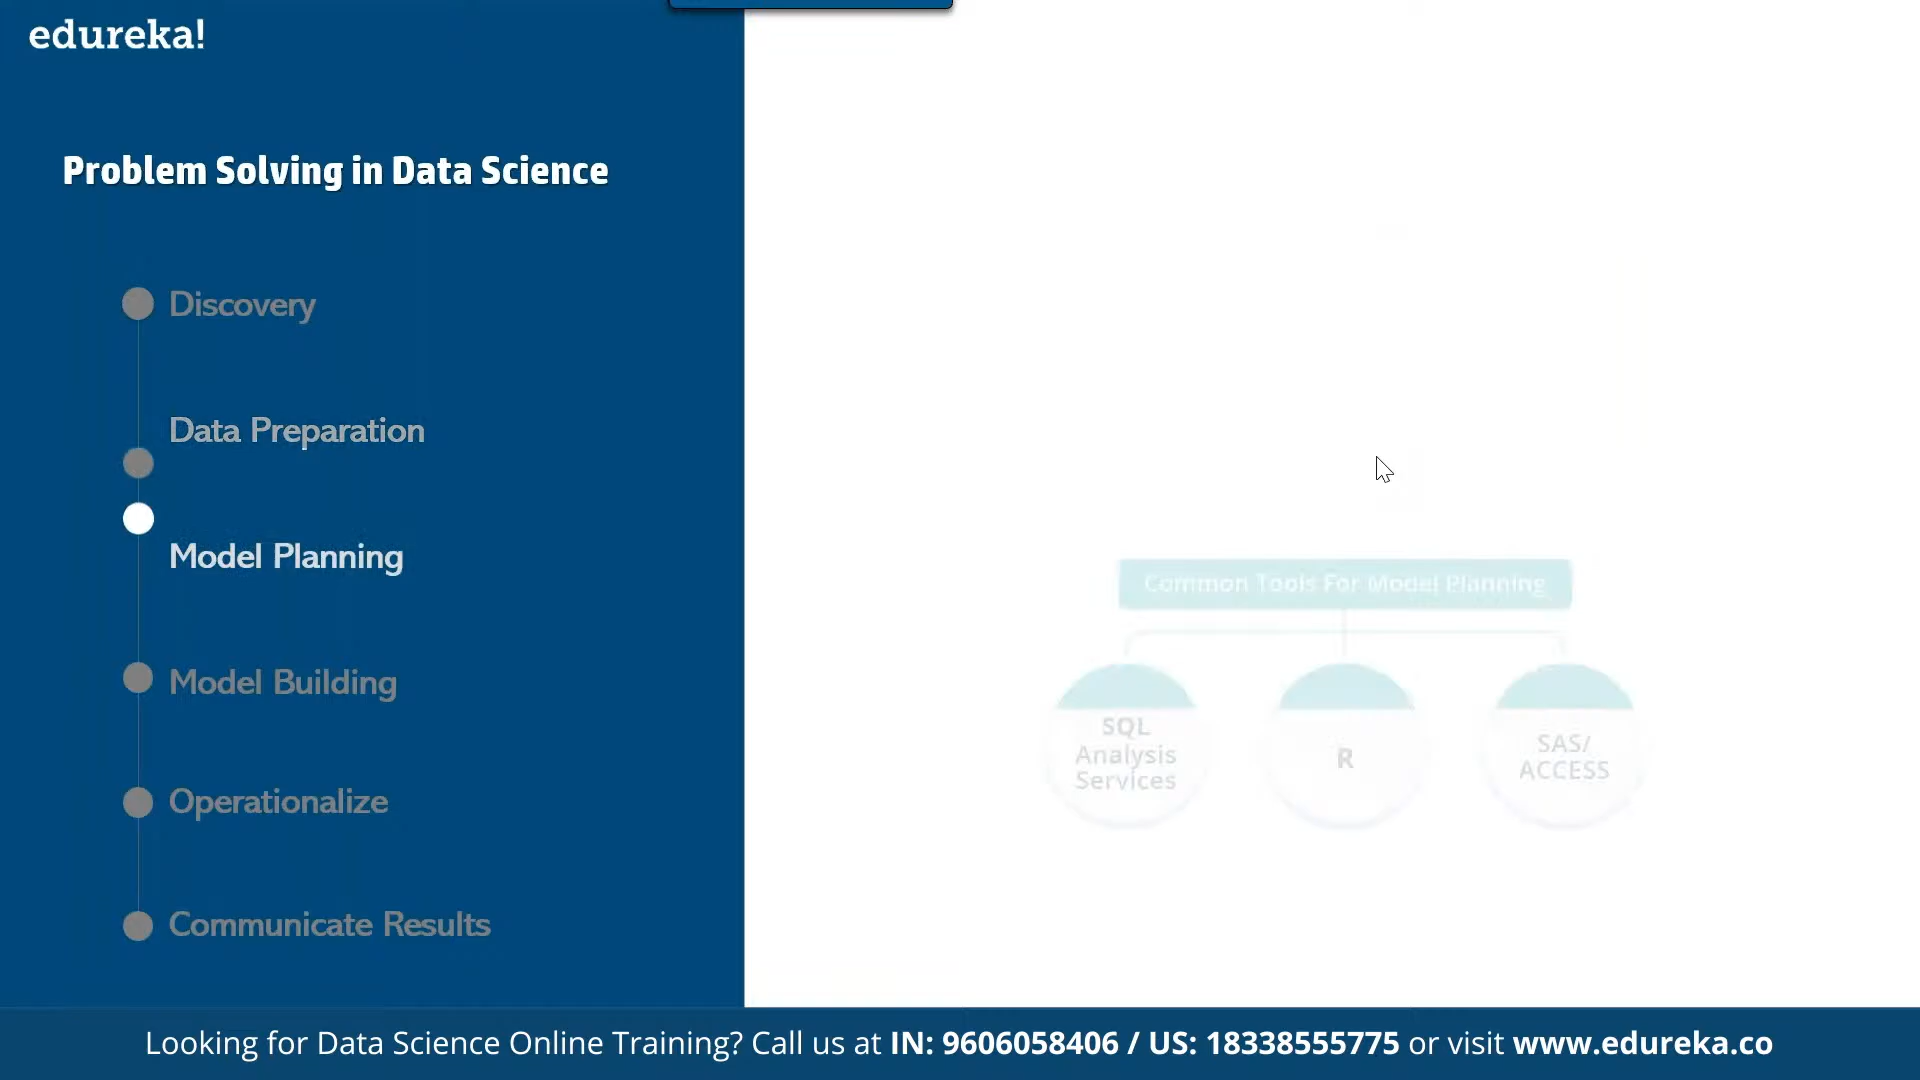 edureka!
Problem Solving in Data Science
Discovery
Data Preparation
Model Planning
Model Building
Operationalize
Communicate Results
Common Tools For Model Planning
SQL
Analysis
Services
R
SAS/
ACCESS
Looking for Data Science Online Training? Call us at IN: 9606058406 / US: 18338555775 or visit www.edureka.co